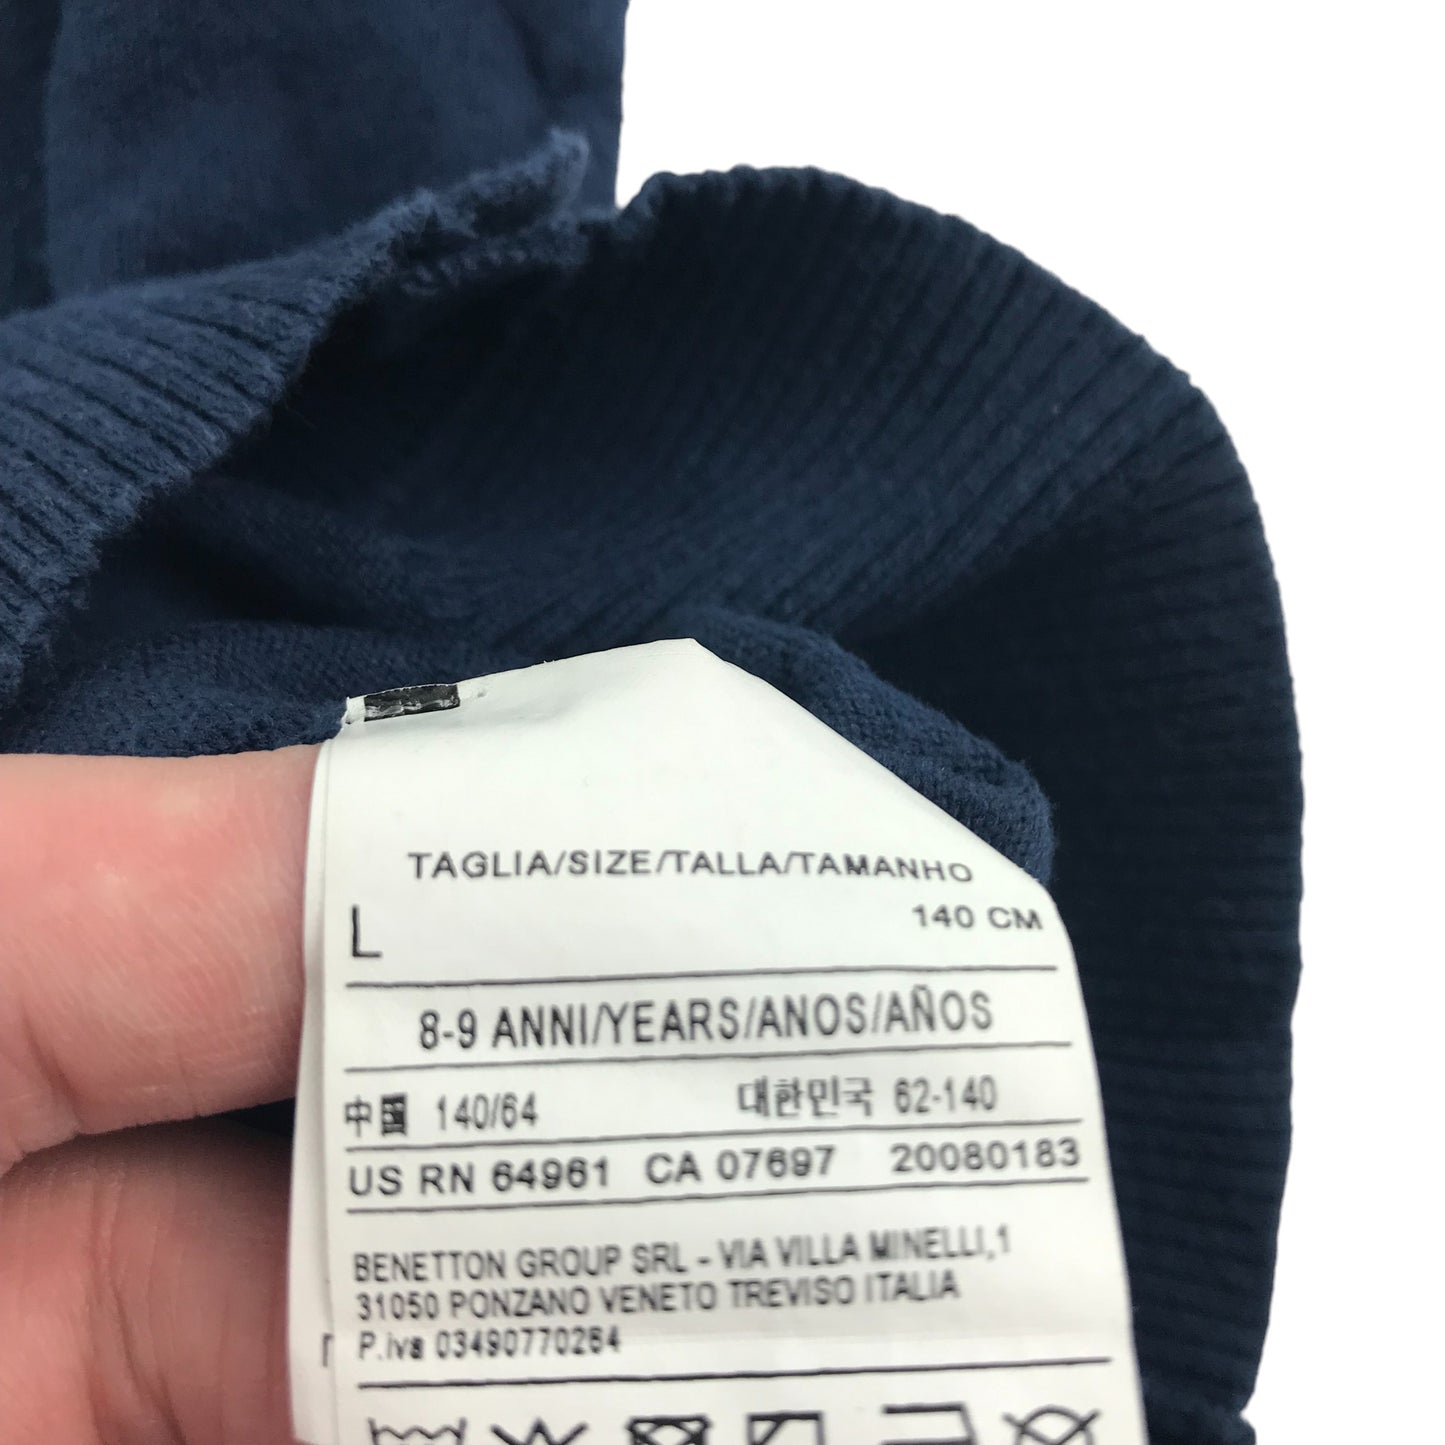 TAGLIA/SIZE/TALLA/TAMANHO
L 140 CM
8-9 ANNI/YEARS/ANOS/AÑOS
中国 140/64 대한민국 62-140
US RN 64961 CA 07697 20080183
BENETTON GROUP SRL - VIA VILLA MINELLI,1
31050 PONZANO VENETO TREVISO ITALIA
P.iva 03490770264